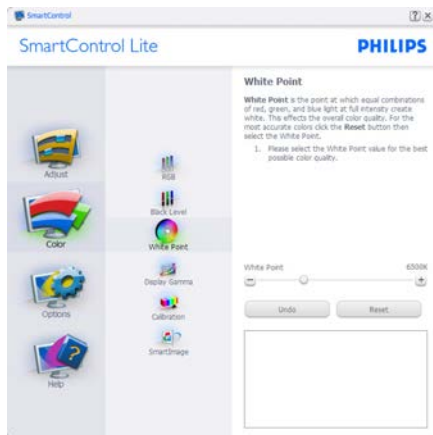 SmartControl
SmartControl Lite
PHILIPS
Adjust
Color
Options
Help
RGB
Black Level
White Point
Display Gamma
Calibration
SmartImage
White Point
White Point is the point at which equal combinations
of red, green, and blue light at full intensity create
white. This effects the overall color quality. For the
most accurate colors click the Reset button then
select the White Point.
1. Please select the White Point value for the best
possible color quality.
White Point 6500K
Undo Reset